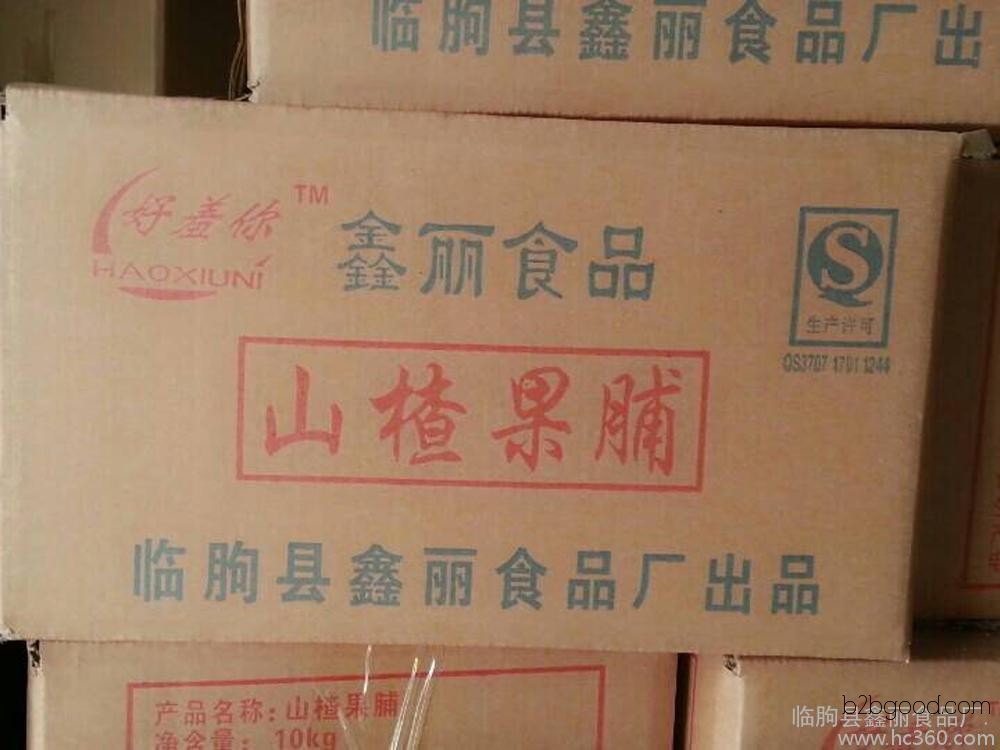 临朐县鑫丽食品厂出
好羞你 TM
HAOXIUNi
鑫丽食品
生产许可
QS3707 1701 1244
山楂果脯
临朐县鑫丽食品厂出品
产品名称:山楂果脯
净含量: 10kg
b2bgood.com
临朐县鑫丽食品厂.
www.hc360.com